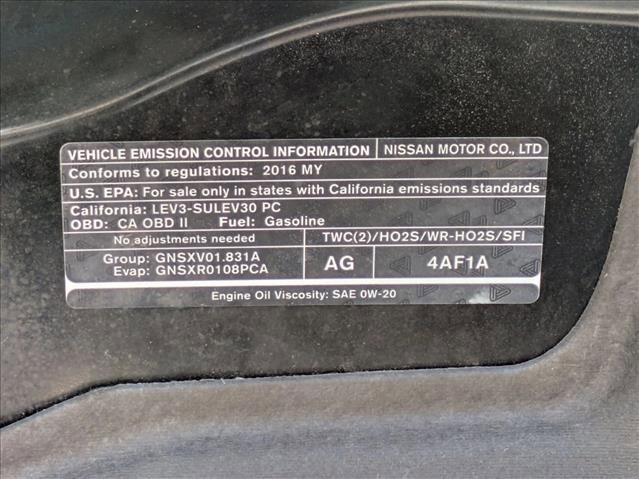 VEHICLE EMISSION CONTROL INFORMATION NISSAN MOTOR CO., LTD
Conforms to regulations: 2016 MY
U.S. EPA: For sale only in states with California emissions standards
California: LEV3-SULEV30 PC
OBD: CA OBD II Fuel: Gasoline
No adjustments needed TWC(2)/HO2S/WR-HO2S/SFI
Group: GNSXV01.831A
Evap: GNSXR0108PCA
AG 4AF1A
Engine Oil Viscosity: SAE 0W-20